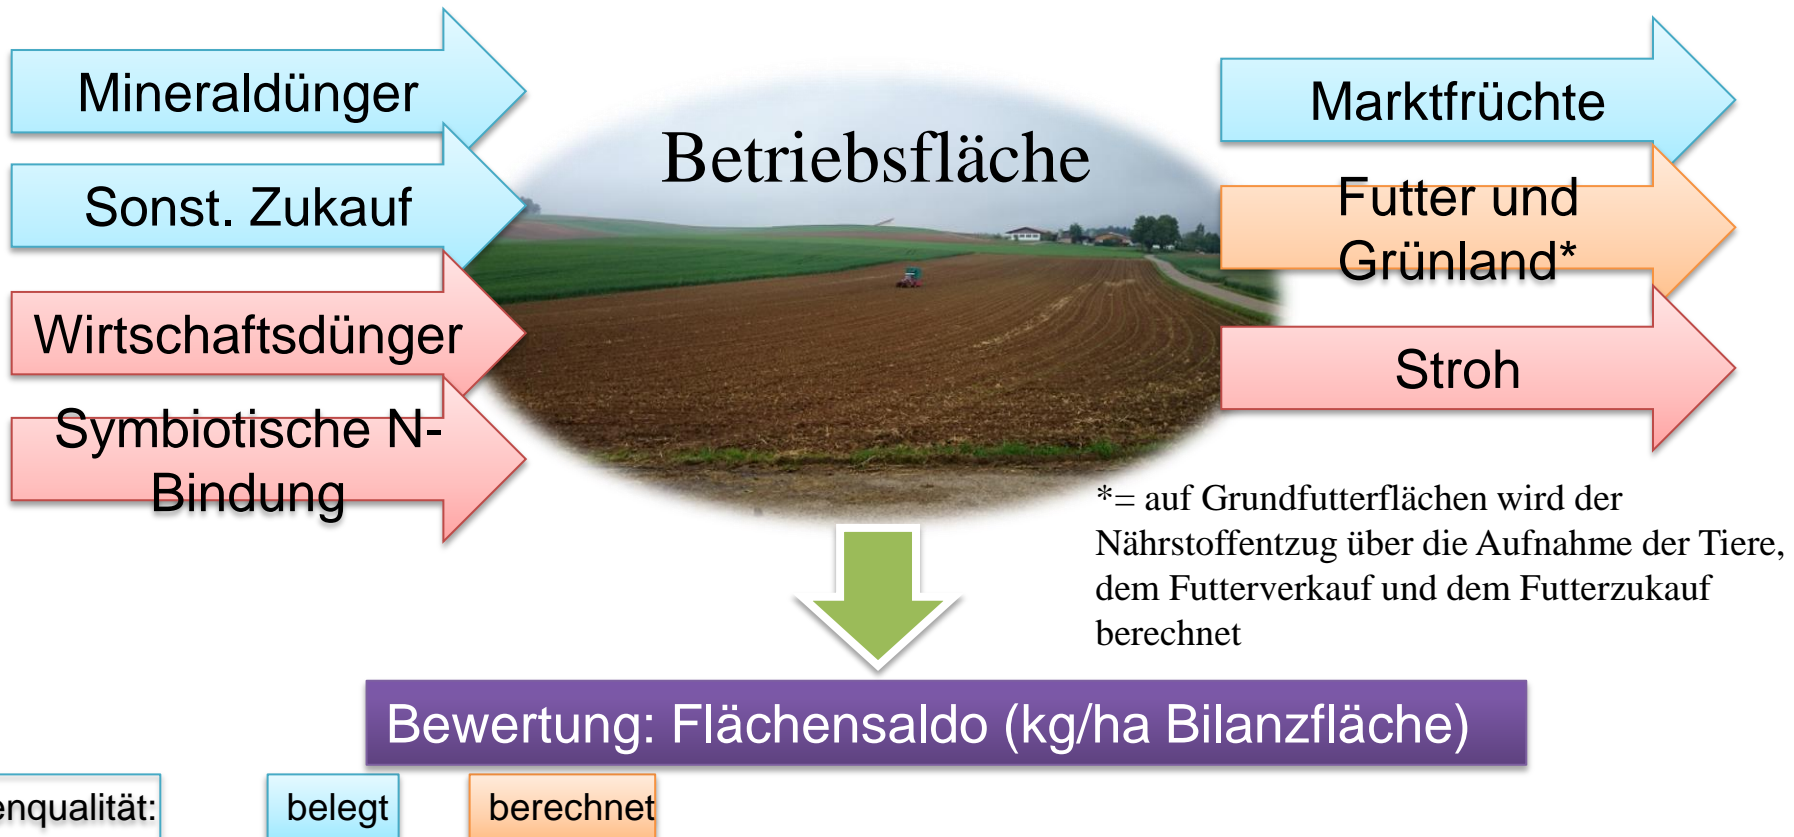 Mineraldünger
Sonst. Zukauf
Wirtschaftsdünger
Symbiotische N-
Bindung
Betriebsfläche
Marktfrüchte
Futter und
Grünland*
Stroh
*= auf Grundfutterflächen wird der
Nährstoffentzug über die Aufnahme der Tiere,
dem Futterverkauf und dem Futterzukauf
berechnet
Bewertung: Flächensaldo (kg/ha Bilanzfläche)
enqualität:
belegt
berechnet